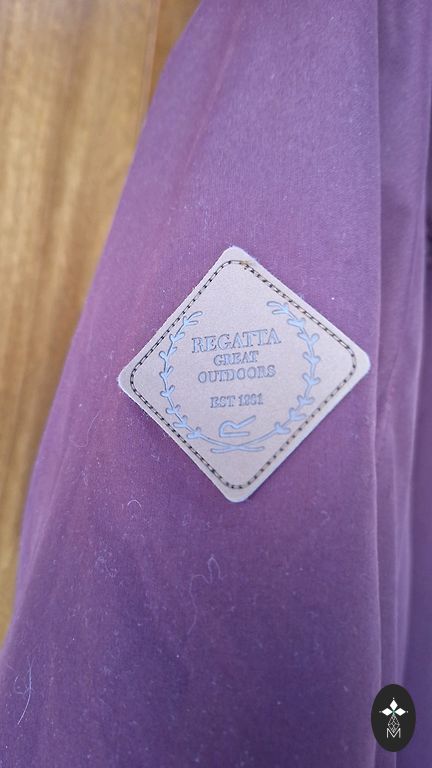 REGATTA
GREAT
OUTDOORS
EST 1981
R
M